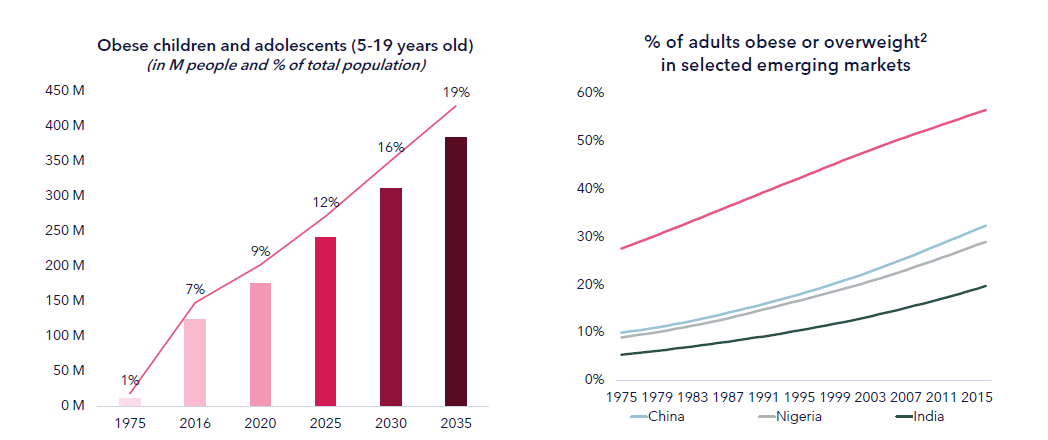 Obese children and adolescents (5-19 years old)
(in M people and % of total population)
450 M
400 M
350 M
300 M
250 M
200 M
150 M
100 M
50 M
0 M
1%
7%
9%
12%
16%
19%
1975 2016 2020 2025 2030 2035
% of adults obese or overweight²
in selected emerging markets
60%
50%
40%
30%
20%
10%
0%
1975 1979 1983 1987 1991 1995 1999 2003 2007 2011 2015
China Nigeria India